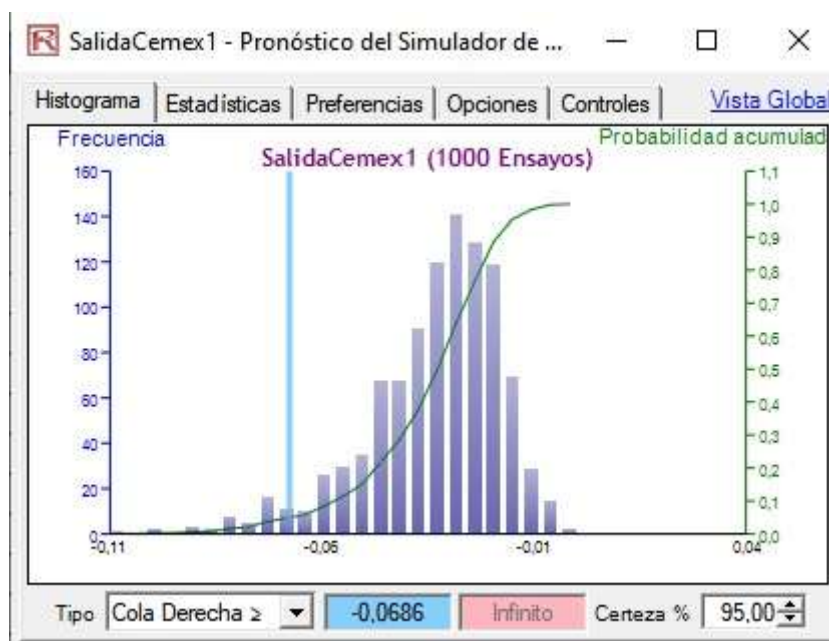 SalidaCemex1 - Pronóstico del Simulador de ...
Histograma Estadísticas Preferencias Opciones Controles Vista Global
Frecuencia Probabilidad acumulad
SalidaCemex1 (1000 Ensayos)
160 1,1
140 1,0
120 0,9
100 0,8
80 0,7
60 0,6
40 0,5
20 0,4
0 0,3
0,2
0,1
0,0
-0,11 -0,06 -0,01 0,04
Tipo Cola Derecha ≥ -0,0686 Infinito Certeza % 95,00